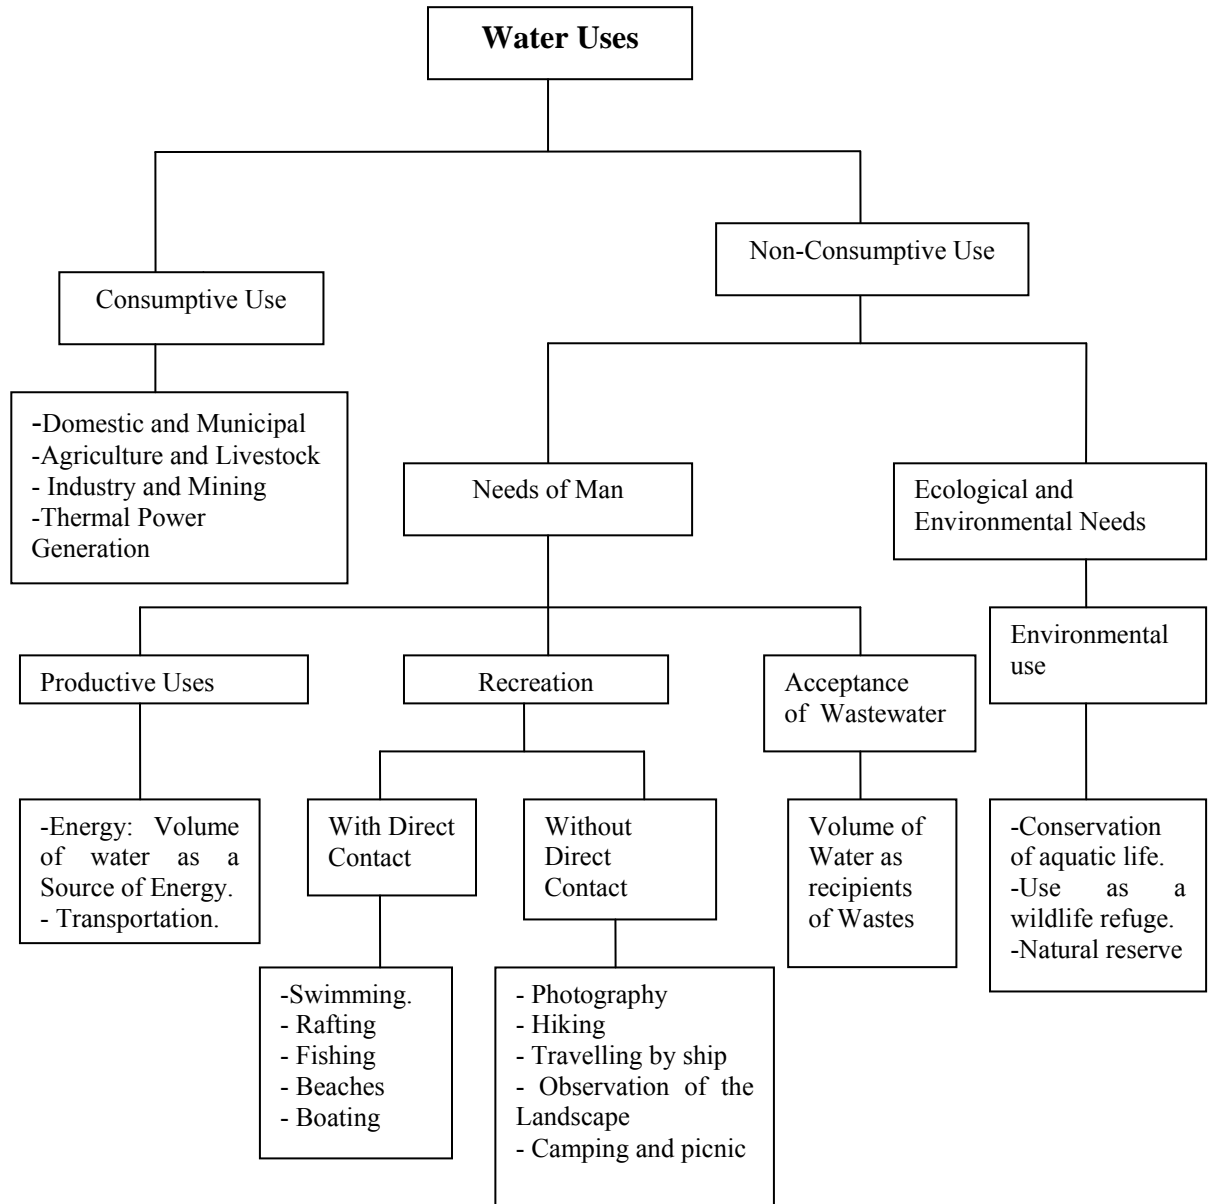 Water Uses
Non-Consumptive Use
Consumptive Use
-Domestic and Municipal
-Agriculture and Livestock
- Industry and Mining
-Thermal Power
Generation
Needs of Man
Ecological and
Environmental Needs
Productive Uses
Recreation
Acceptance
of Wastewater
Environmental
use
-Energy: Volume
of water as a
Source of Energy.
- Transportation.
With Direct
Contact
Without
Direct
Contact
Volume of
Water as
recipients
of Wastes
-Conservation
of aquatic life.
-Use as a
wildlife refuge.
-Natural reserve
-Swimming.
- Rafting
- Fishing
- Beaches
- Boating
- Photography
- Hiking
- Travelling by ship
- Observation of the
Landscape
- Camping and picnic